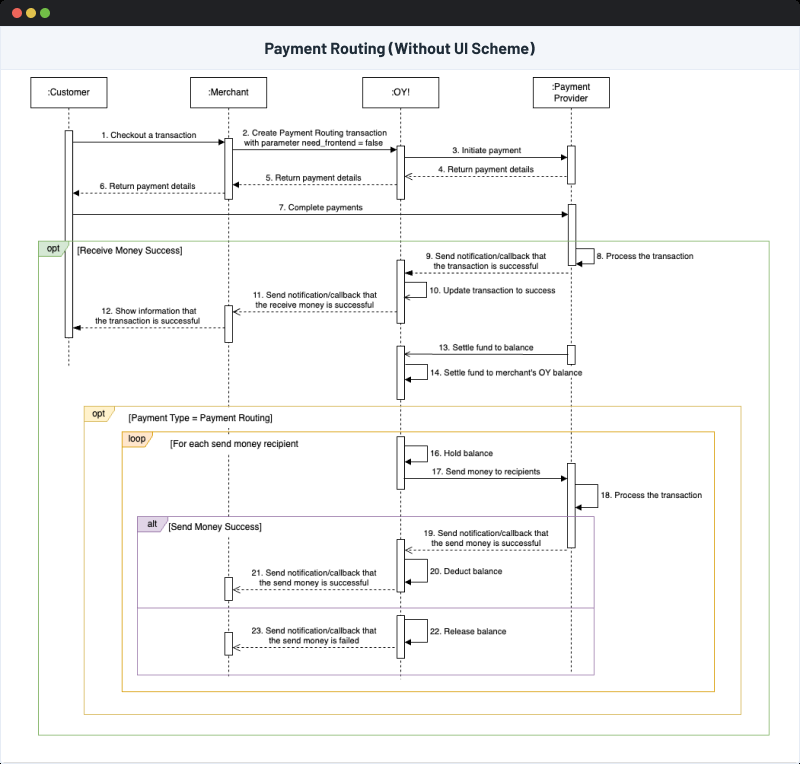 Payment Routing (Without UI Scheme)
:Customer
:Merchant
:OY!
:Payment
Provider
1. Checkout a transaction
2. Create Payment Routing transaction
with parameter need_frontend = false
3. Initiate payment
4. Return payment details
5. Return payment details
6. Return payment details
7. Complete payments
opt
[Receive Money Success]
8. Process the transaction
9. Send notification/callback that
the transaction is successful
10. Update transaction to success
11. Send notification/callback that
the receive money is successful
12. Show information that
the transaction is successful
13. Settle fund to balance
14. Settle fund to merchant's OY balance
opt
[Payment Type = Payment Routing]
loop
[For each send money recipient
16. Hold balance
17. Send money to recipients
18. Process the transaction
alt
[Send Money Success]
19. Send notification/callback that
the send money is successful
20. Deduct balance
21. Send notification/callback that
the send money is successful
22. Release balance
23. Send notification/callback that
the send money is failed